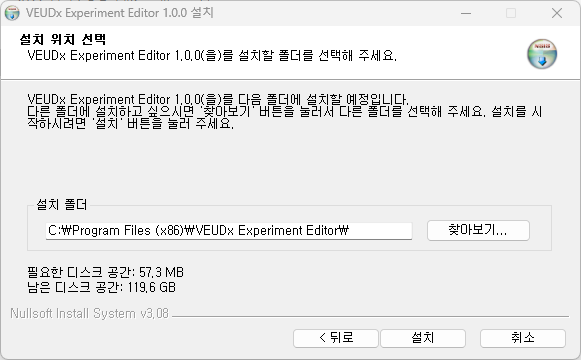 VEUDx Experiment Editor 1.0.0 설치
설치 위치 선택
VEUDx Experiment Editor 1.0.0(을)를 설치할 폴더를 선택해 주세요.
VEUDx Experiment Editor 1.0.0(을)를 다음 폴더에 설치할 예정입니다.
다른 폴더에 설치하고 싶으시면 '찾아보기' 버튼을 눌러서 다른 폴더를 선택해 주세요. 설치를 시
작하시려면 '설치' 버튼을 눌러 주세요.
설치 폴더
C:₩Program Files (x86)₩VEUDx Experiment Editor₩
찾아보기...
필요한 디스크 공간: 57.3 MB
남은 디스크 공간: 119.6 GB
Nullsoft Install System v3.08
< 뒤로
설치
취소